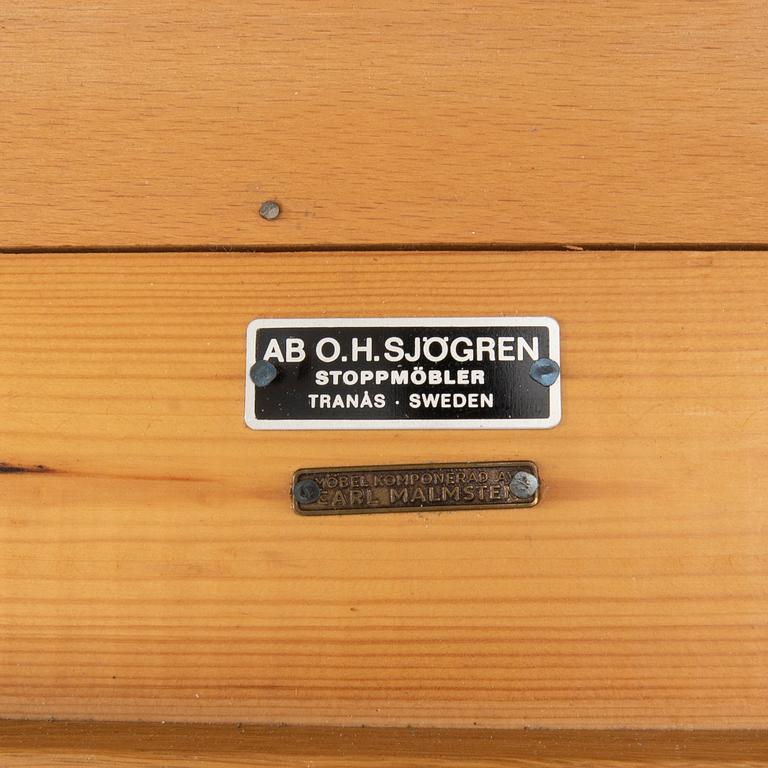 AB O.H. SJÖGREN
STOPPMÖBLER
TRANÅS · SWEDEN
MÖBEL KOMPONERAD AV
CARL MALMSTEN